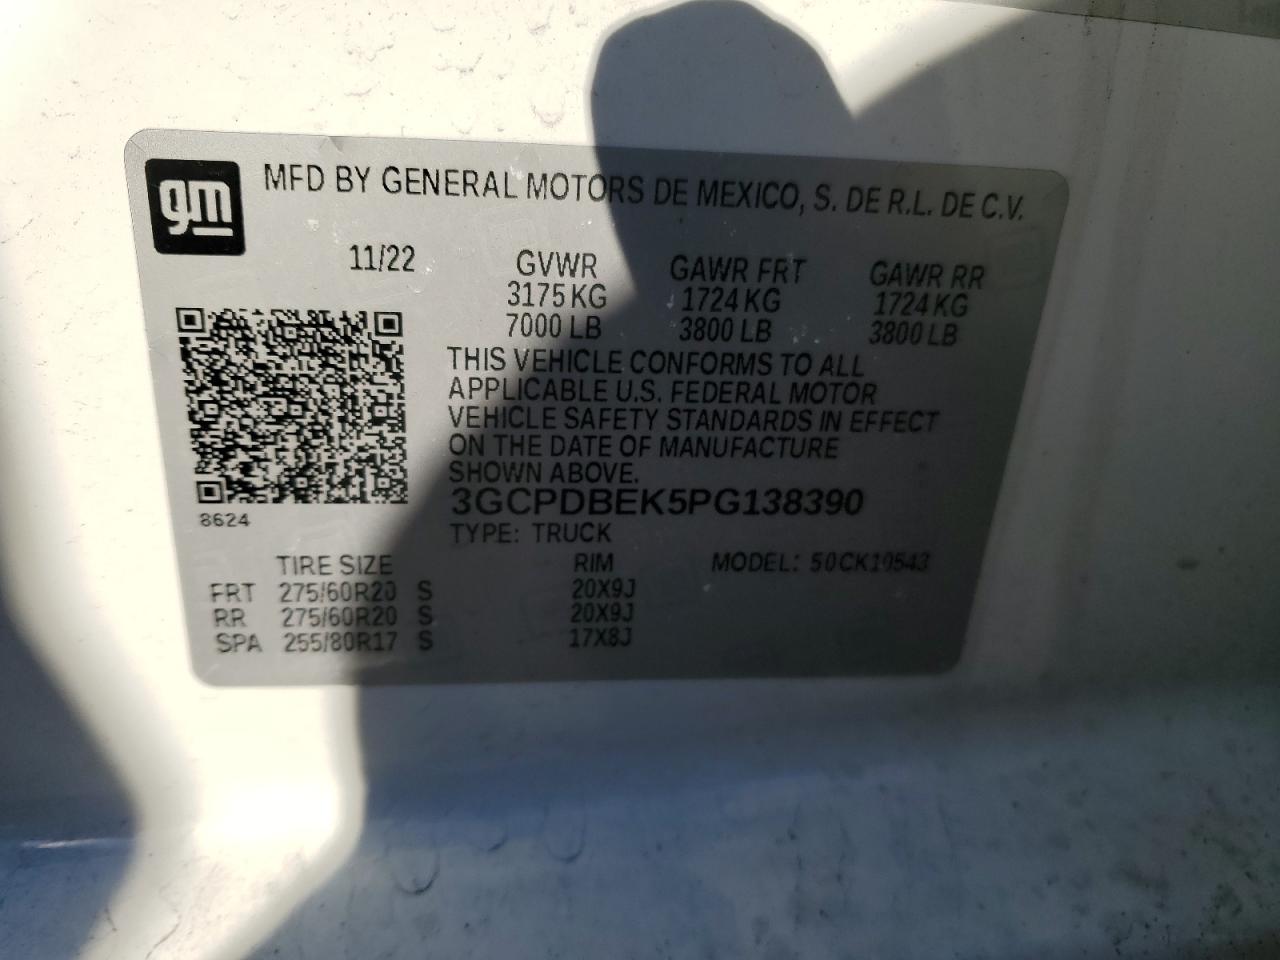 gm
MFD BY GENERAL MOTORS DE MEXICO, S. DE R.L. DE C.V.
11/22 GVWR GAWR FRT GAWR RR
3175 KG 1724 KG 1724 KG
7000 LB 3800 LB 3800 LB
THIS VEHICLE CONFORMS TO ALL
APPLICABLE U.S. FEDERAL MOTOR
VEHICLE SAFETY STANDARDS IN EFFECT
ON THE DATE OF MANUFACTURE
SHOWN ABOVE.
3GCPDBEK5PG138390
8624
TYPE: TRUCK
TIRE SIZE RIM MODEL: 50CK10543
FRT 275/60R20 S 20X9J
RR 275/60R20 S 20X9J
SPA 255/80R17 S 17X8J